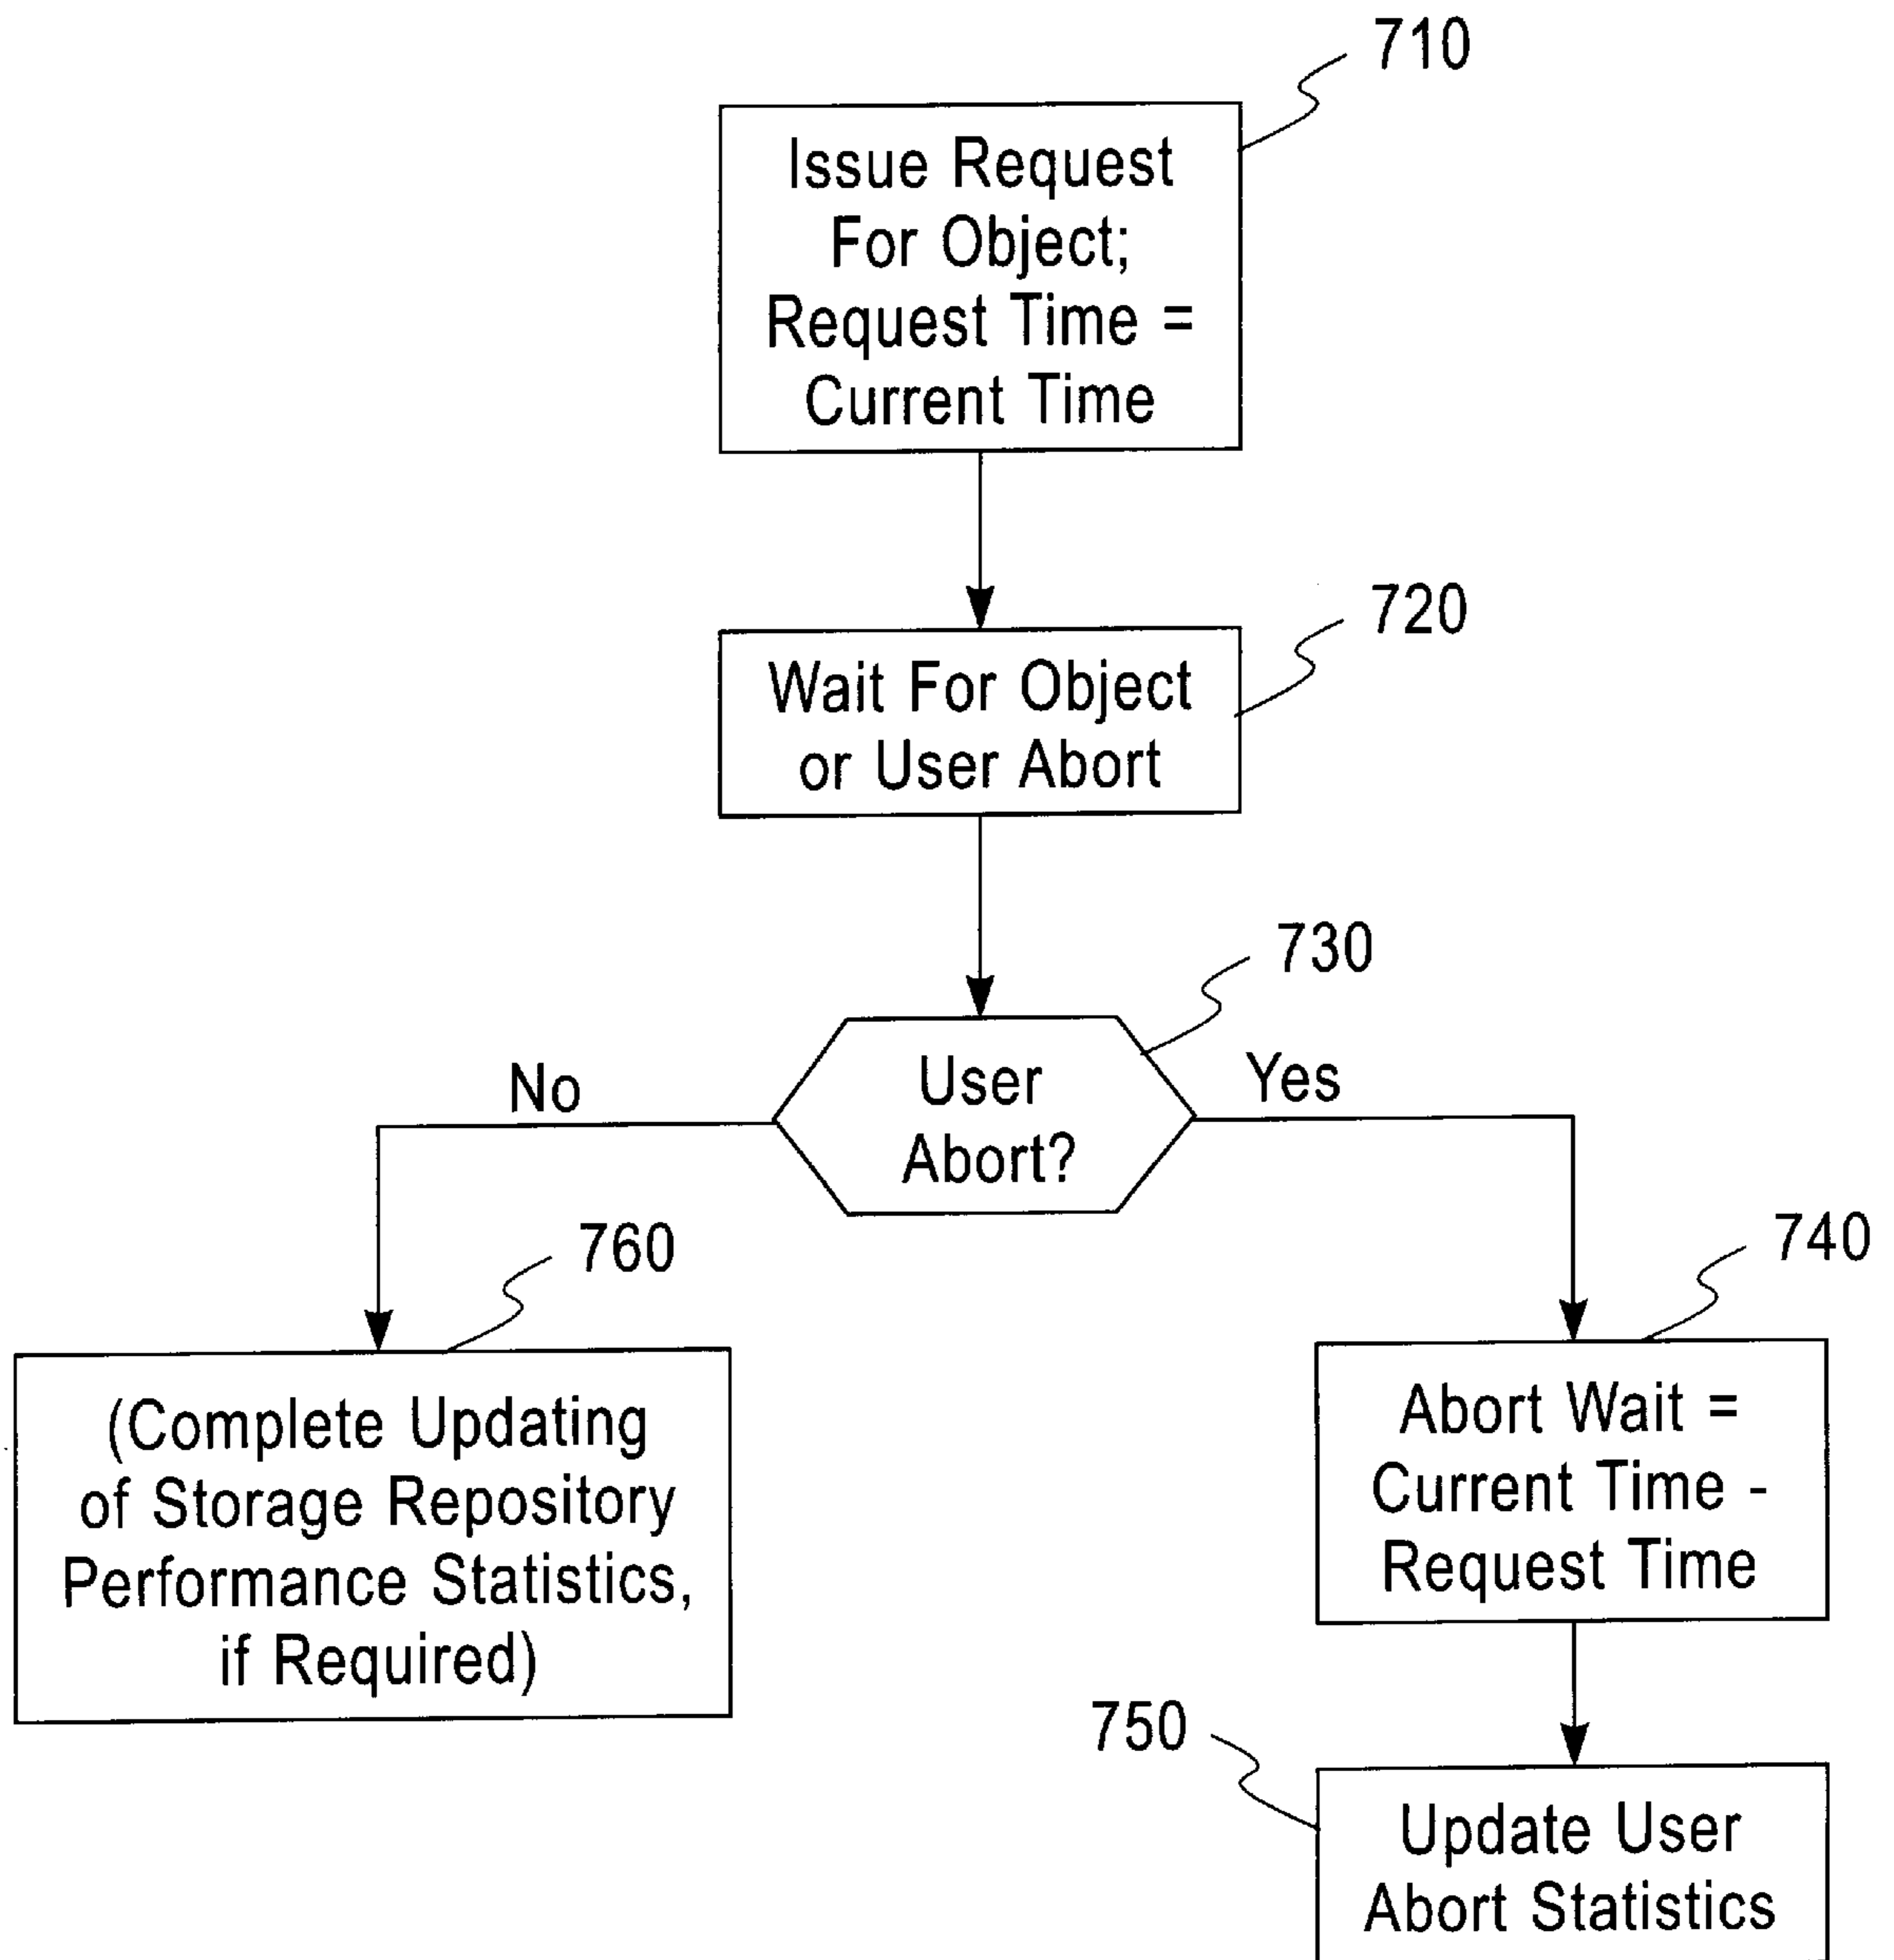 710
Issue Request
For Object;
Request Time =
Current Time
720
Wait For Object
or User Abort
730
No
User
Abort?
Yes
760
740
(Complete Updating
of Storage Repository
Performance Statistics,
if Required)
Abort Wait =
Current Time -
Request Time
750
Update User
Abort Statistics